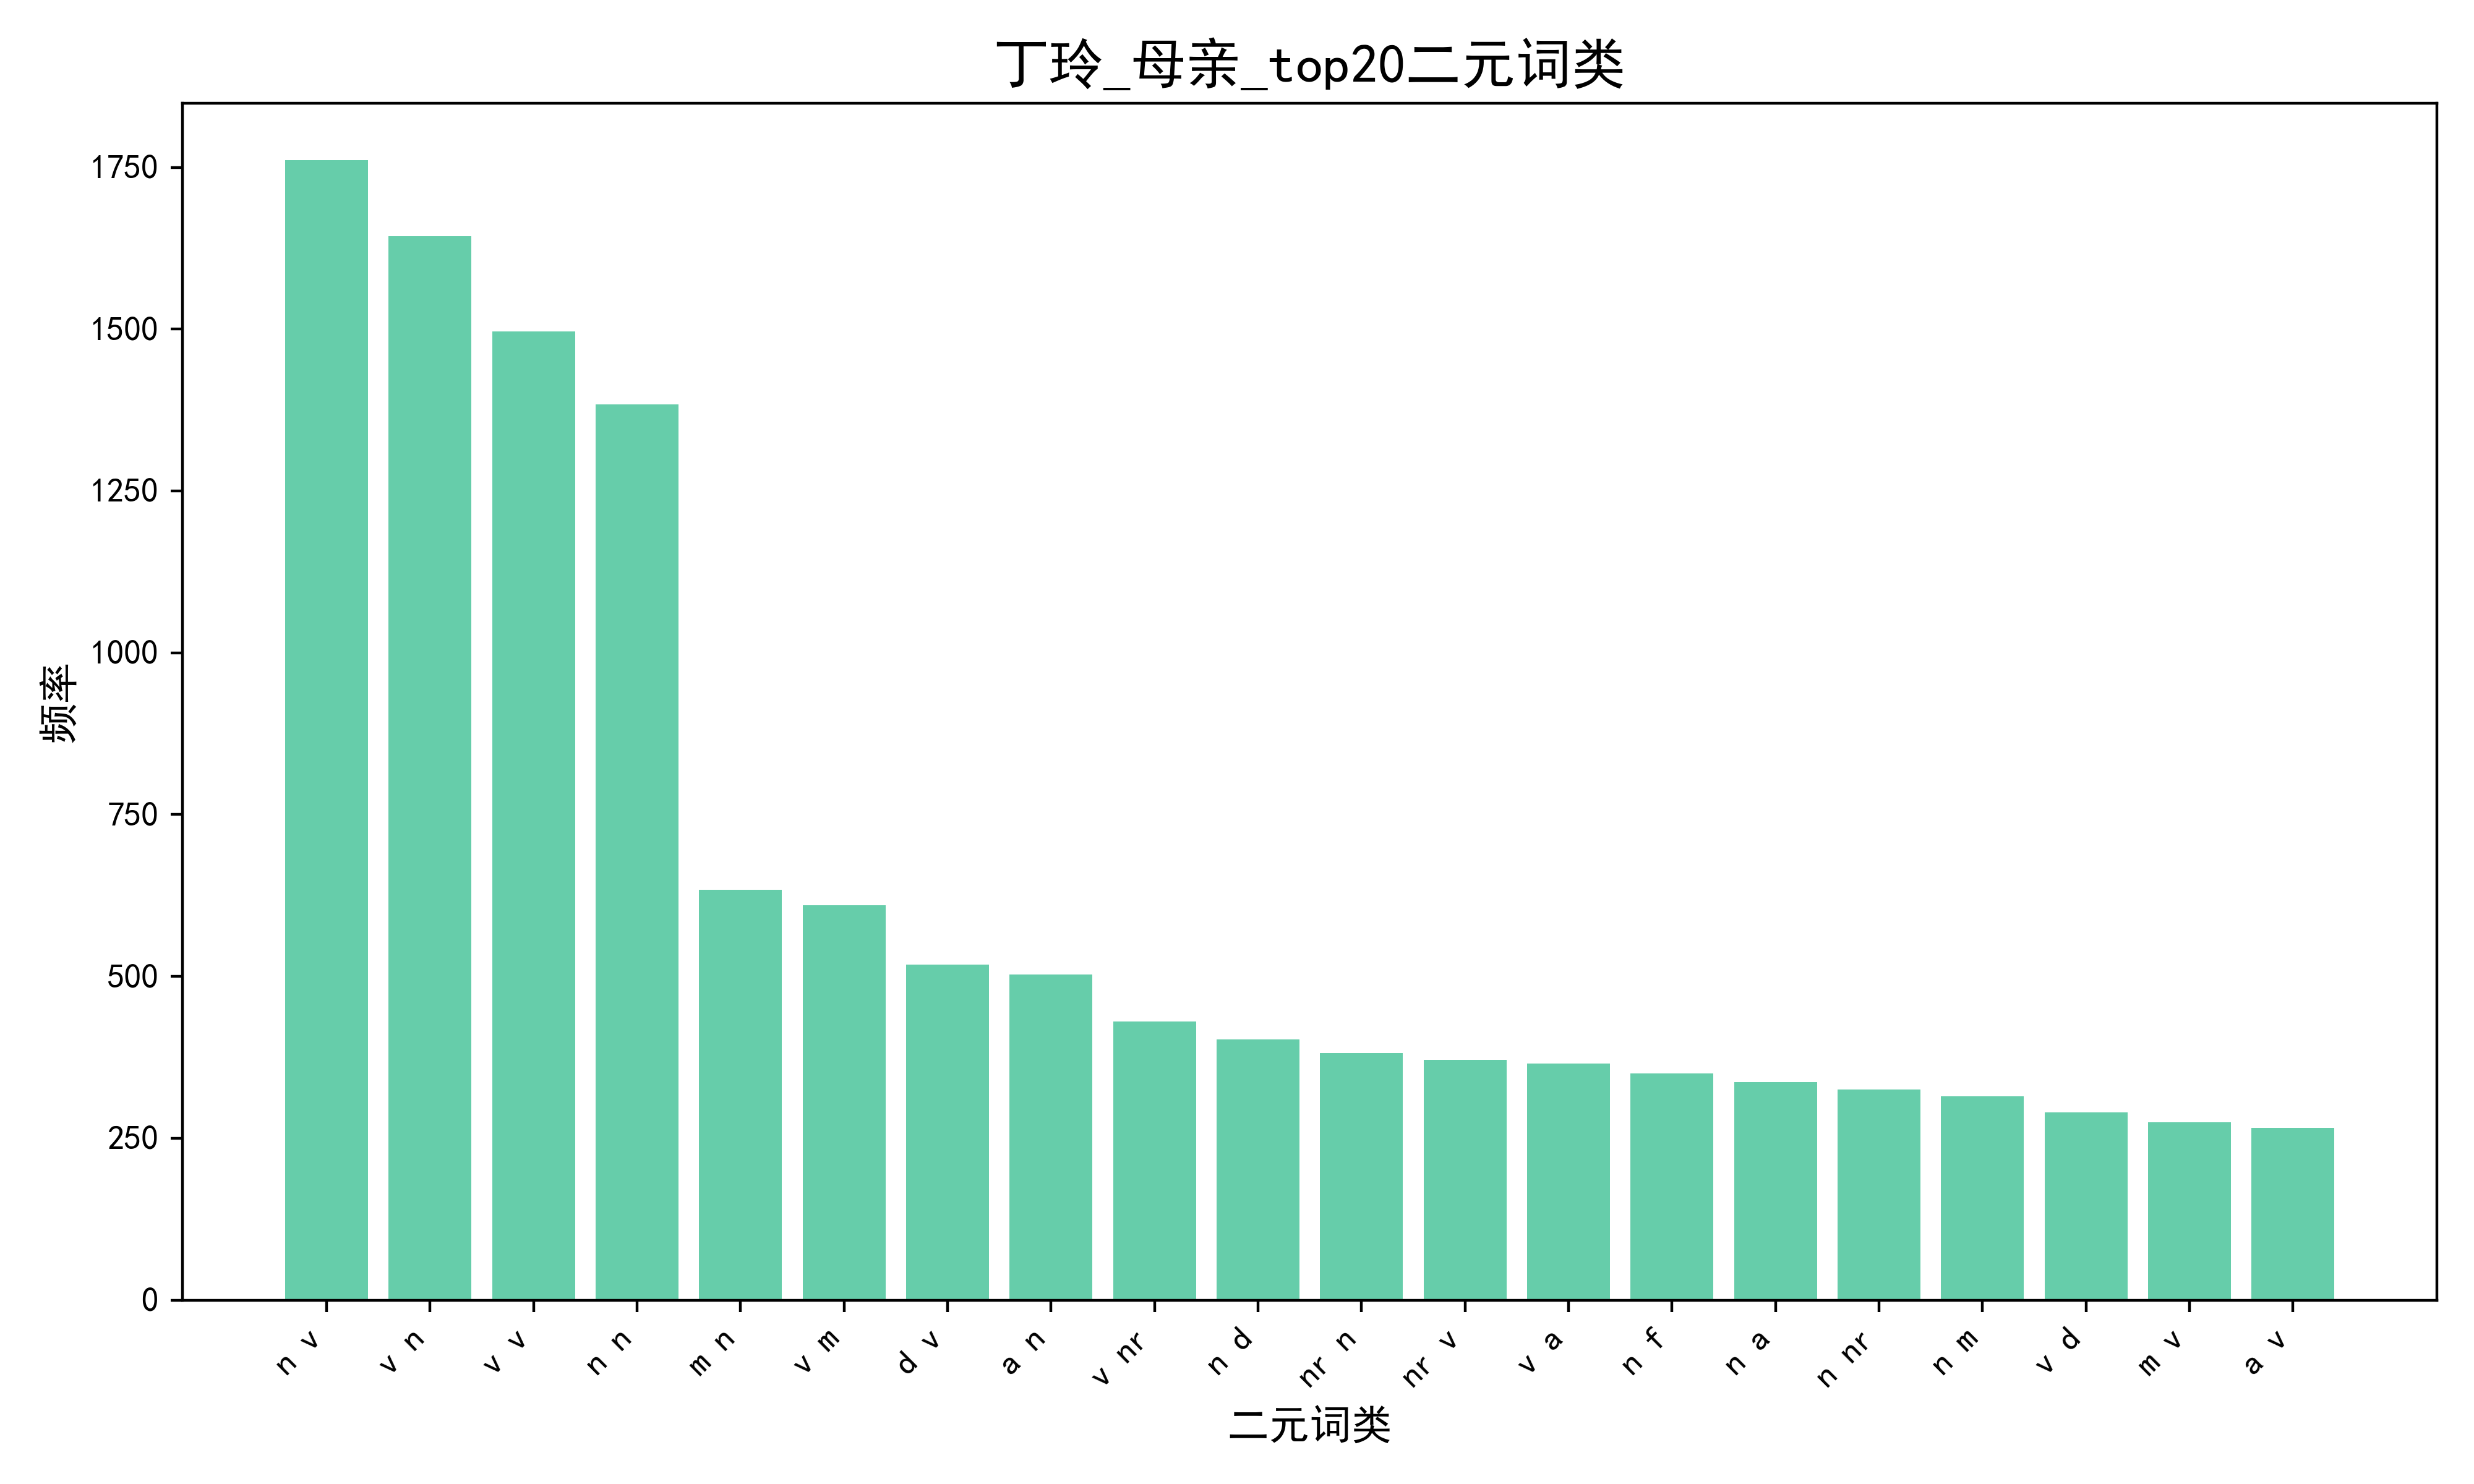 丁玲_母亲_top20二元词类
频率
1750
1500
1250
1000
750
500
250
0
n v
v n
v v
n n
m n
v m
d v
a n
v nr
n d
nr n
nr v
v a
n f
n a
n nr
n m
v d
m v
a v
二元词类